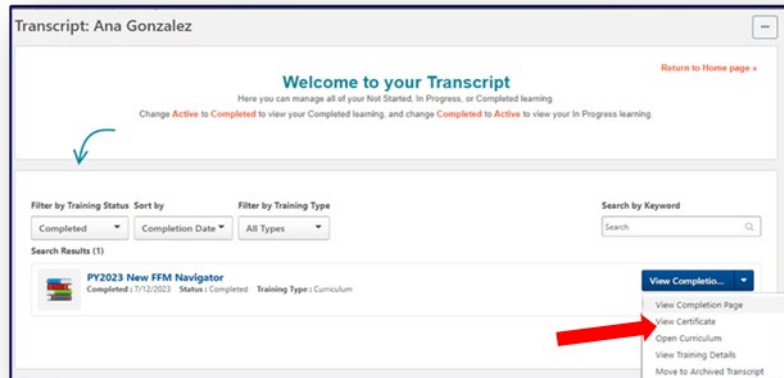 Transcript: Ana Gonzalez
...
Return to Home page »
Welcome to your Transcript
Here you can manage all of your Not Started, In Progress, or Completed learning.
Change Active to Completed to view your Completed learning, and change Completed to Active to view your In Progress learning.
Filter by Training Status Sort by Filter by Training Type Search by Keyword
Completed Completion Date All Types Search
Search Results (1)
PY2023 New FFM Navigator
Completed : 7/12/2023 Status : Completed Training Type : Curriculum
View Completio...
View Completion Page
View Certificate
Open Curriculum
View Training Details
Move to Archived Transcript